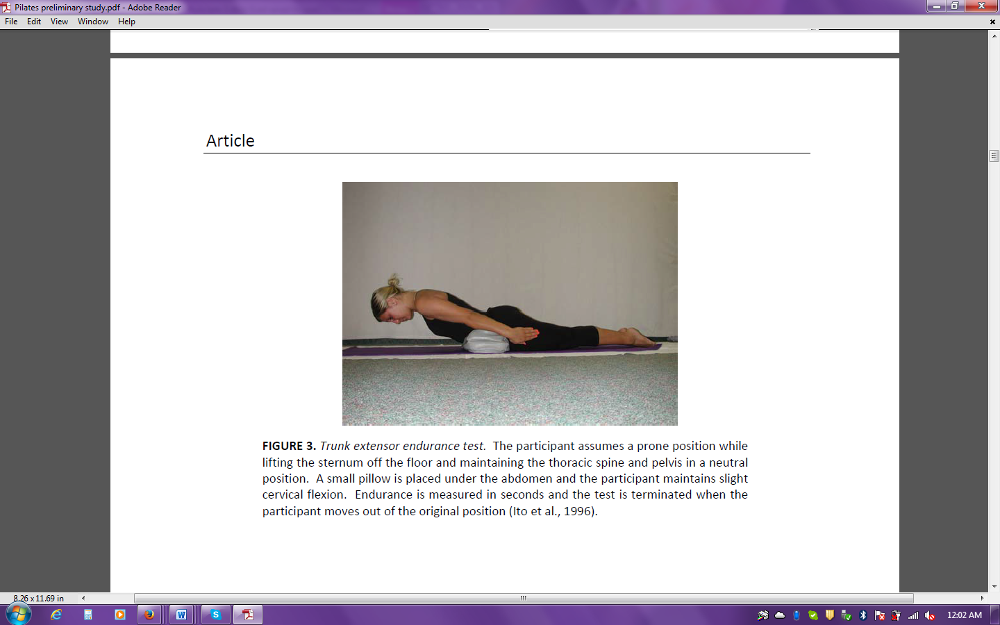 Pilates preliminary study.pdf - Adobe Reader
File Edit View Window Help
Article
FIGURE 3. Trunk extensor endurance test. The participant assumes a prone position while
lifting the sternum off the floor and maintaining the thoracic spine and pelvis in a neutral
position. A small pillow is placed under the abdomen and the participant maintains slight
cervical flexion. Endurance is measured in seconds and the test is terminated when the
participant moves out of the original position (Ito et al., 1996).
8.26 x 11.69 in
12:02 AM